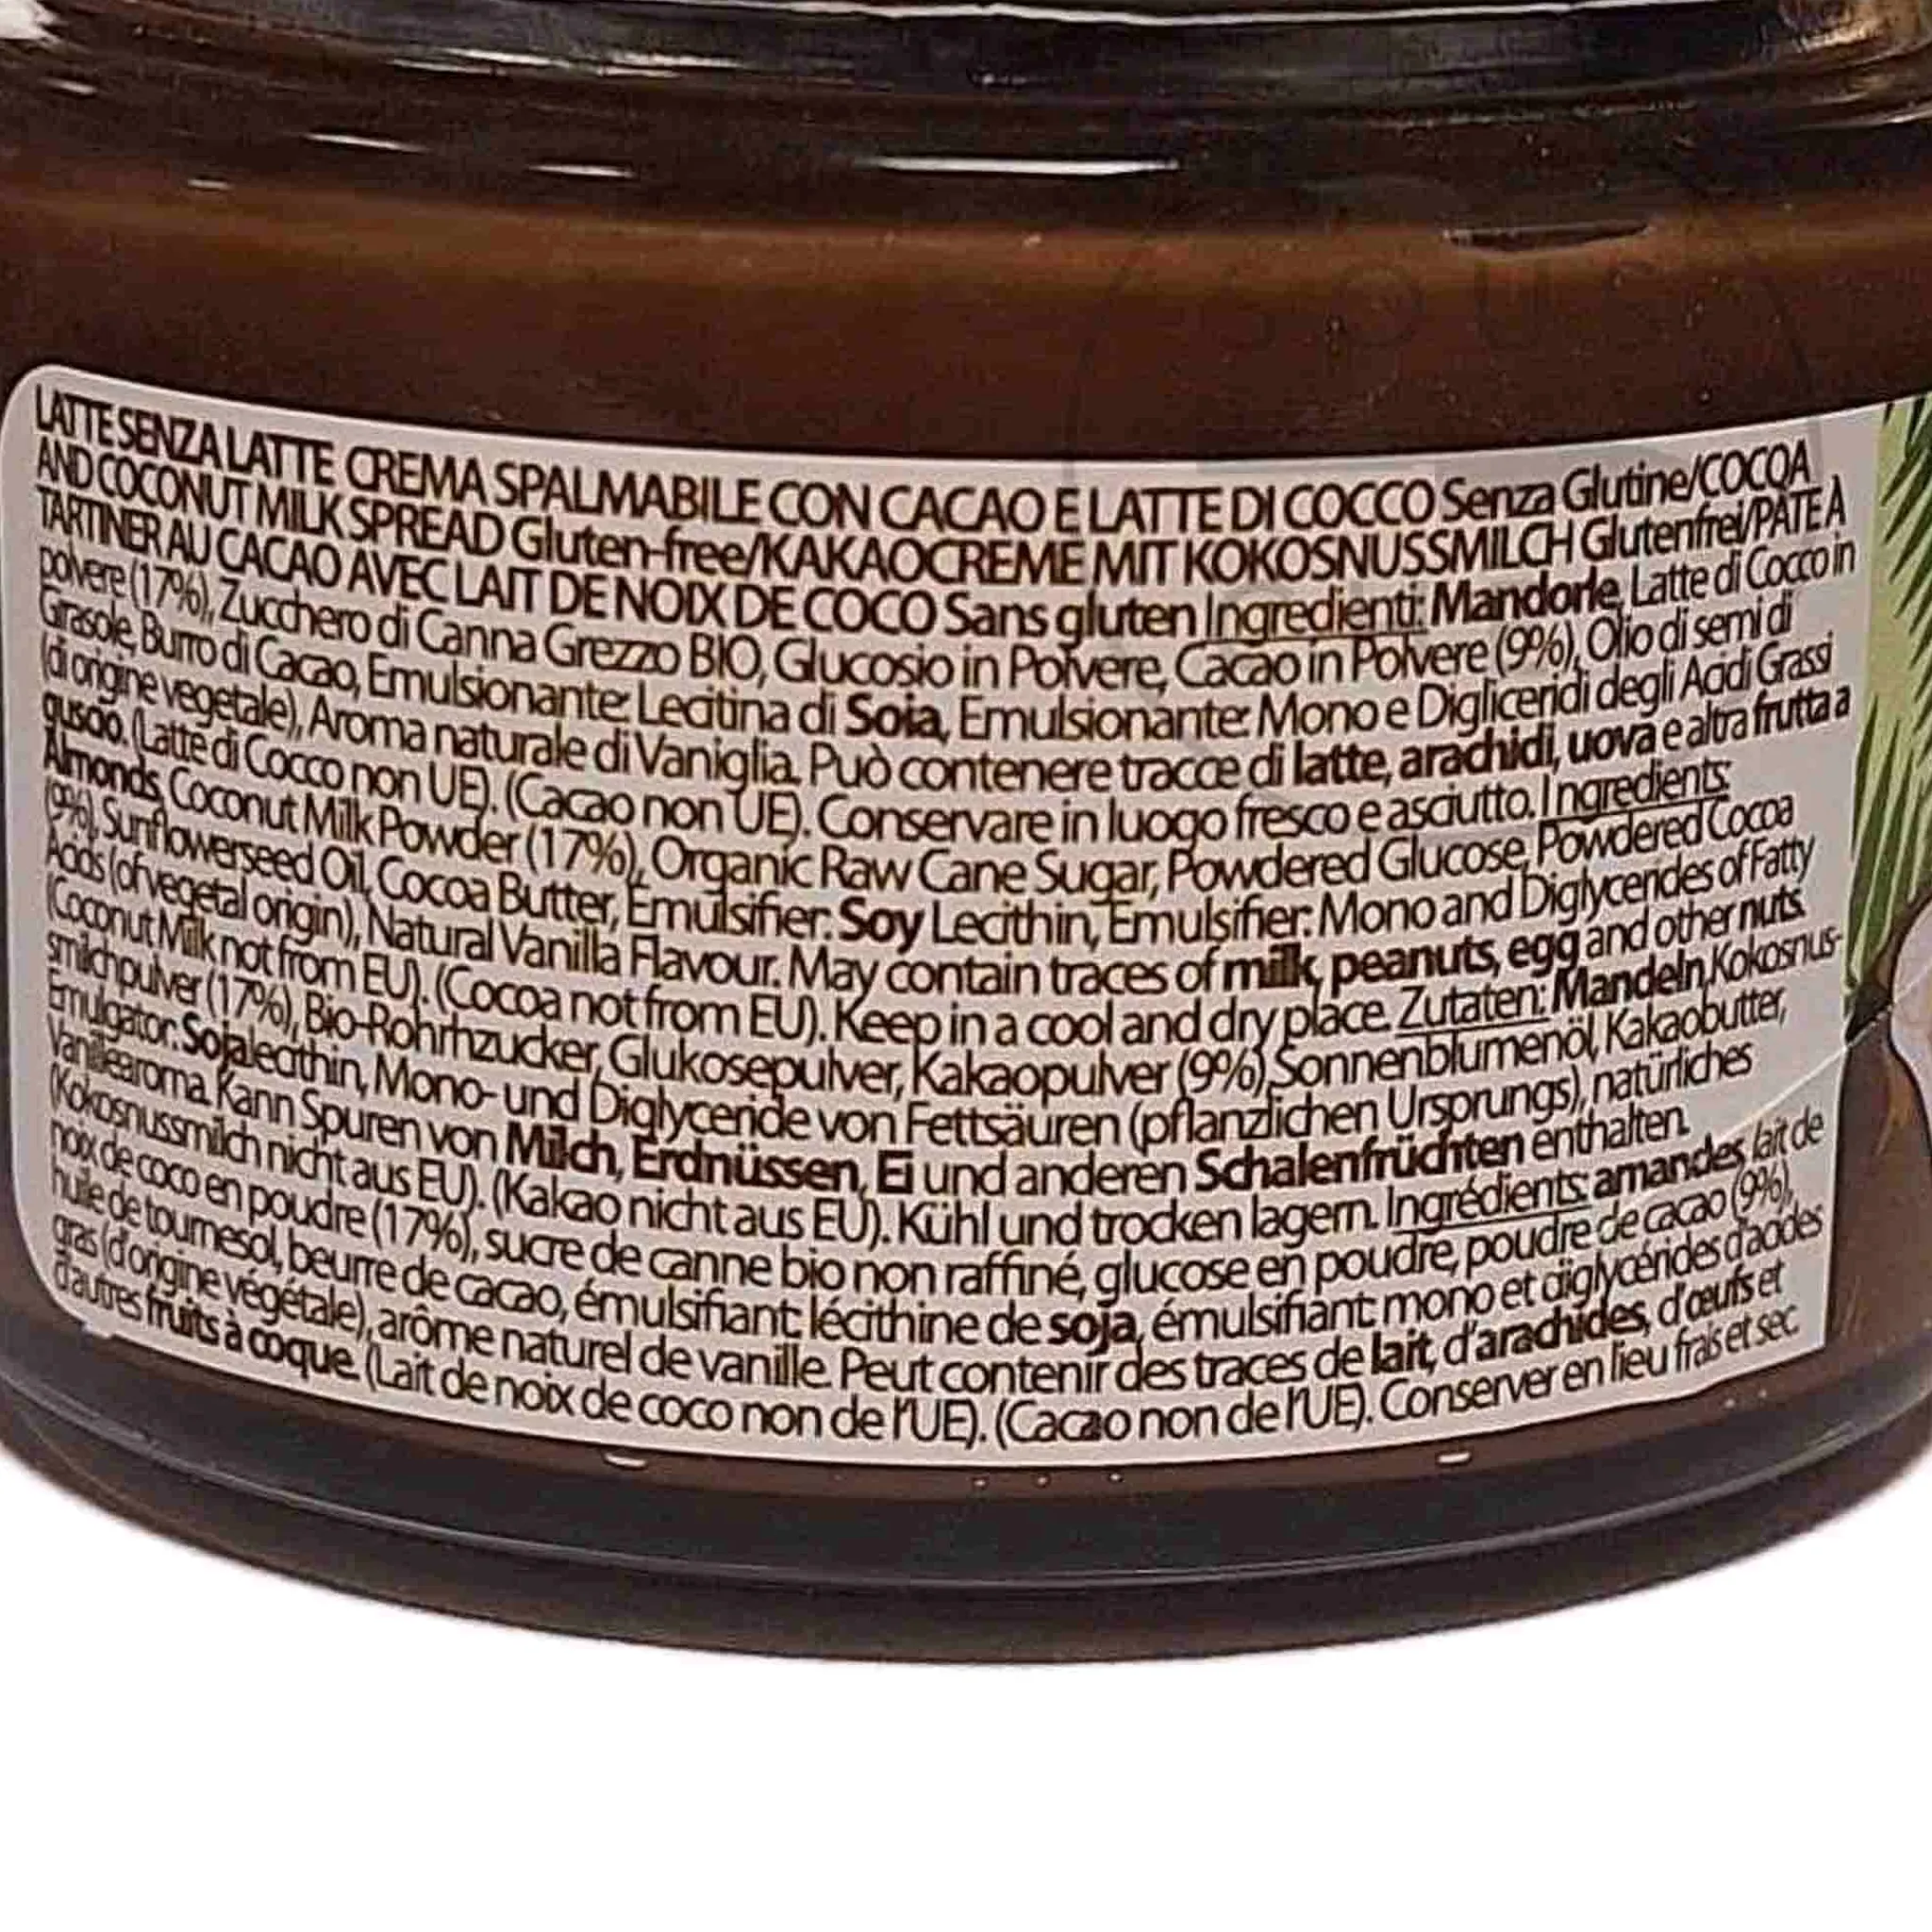 LATTE SENZA LATTE CREMA SPALMABILE CON CACAO E LATTE DI COCCO Senza Glutine/COCOA
AND COCONUT MILK SPREAD Gluten-free/KAKAOCREME MIT KOKOSNUSSMILCH Glutenfrei/PÂTE À
TARTINER AU CACAO AVEC LAIT DE NOIX DE COCO Sans gluten Ingredienti: Mandorle, Latte di Cocco in
polvere (17%), Zucchero di Canna Grezzo BIO, Glucosio in Polvere, Cacao in Polvere (9%), Olio di semi di
Girasole, Burro di Cacao, Emulsionante: Lecitina di Soia, Emulsionante: Mono e Digliceridi degli Acidi Grassi
(di origine vegetale), Aroma naturale di Vaniglia. Può contenere tracce di latte, arachidi, uova e altra frutta a
guscio. (Latte di Cocco non UE). (Cacao non UE). Conservare in luogo fresco e asciutto. Ingredients:
Almonds, Coconut Milk Powder (17%), Organic Raw Cane Sugar, Powdered Glucose, Powdered Cocoa
(9%), Sunflowerseed Oil, Cocoa Butter, Emulsifier: Soy Lecithin, Emulsifier: Mono and Diglycerides of Fatty
Acids (of vegetal origin), Natural Vanilla Flavour. May contain traces of milk, peanuts, egg and other nuts.
(Coconut Milk not from EU). (Cocoa not from EU). Keep in a cool and dry place. Zutaten: Mandeln, Kokosnus-
smilchpulver (17%), Bio-Rohrhzucker, Glukosepulver, Kakaopulver (9%), Sonnenblumenöl, Kakaobutter,
Emulgator: Sojalecithin, Mono- und Diglyceride von Fettsäuren (pflanzlichen Ursprungs), natürliches
Vanillearoma. Kann Spuren von Milch, Erdnüssen, Ei und anderen Schalenfrüchten enthalten.
(Kokosnussmilch nicht aus EU). (Kakao nicht aus EU). Kühl und trocken lagern. Ingrédients: amandes, lait de
noix de coco en poudre (17%), sucre de canne bio non raffiné, glucose en poudre, poudre de cacao (9%),
huile de tournesol, beurre de cacao, émulsifiant: lécithine de soja, émulsifiant: mono et diglycérides d'acides
gras (d'origine végétale), arôme naturel de vanille. Peut contenir des traces de lait, d'arachides, d'œufs et
d'autres fruits à coque. (Lait de noix de coco non de l'UE). (Cacao non de l'UE). Conserver en lieu frais et sec.